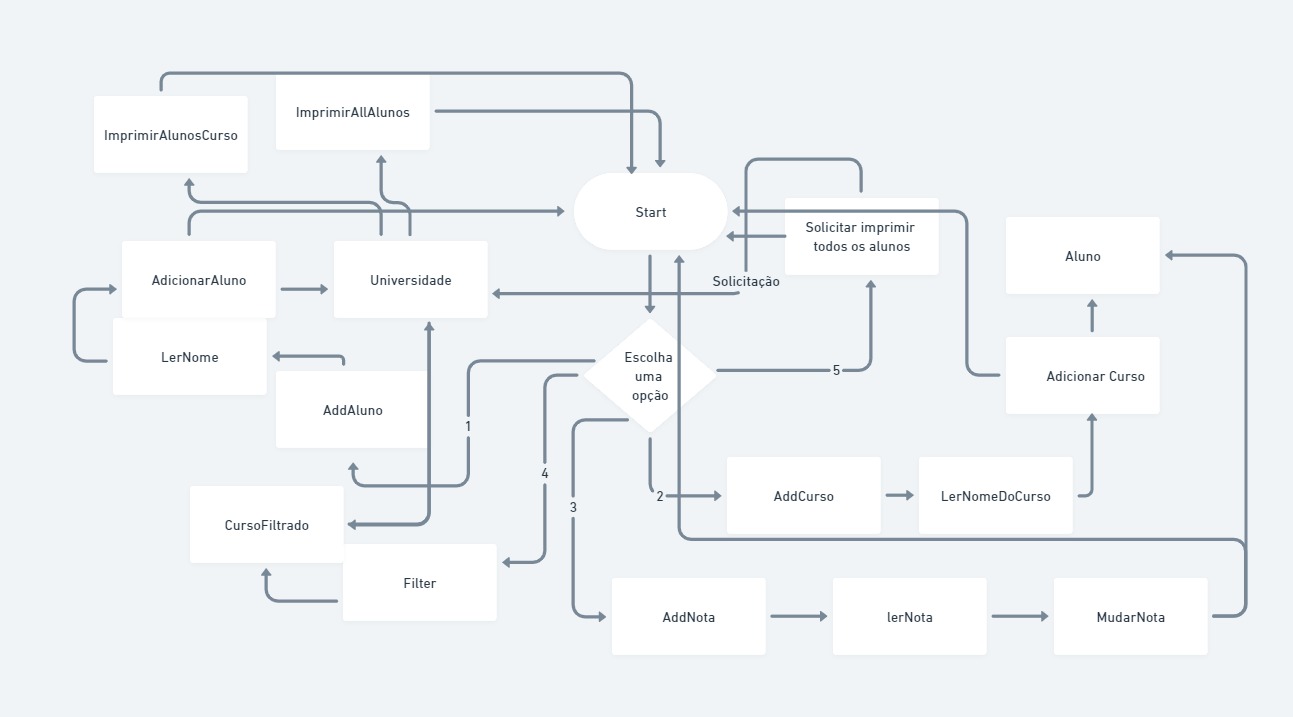 ImprimirAllAlunos
ImprimirAlunosCurso
Start
Solicitar imprimir
todos os alunos
Aluno
AdicionarAluno
Universidade
Solicitação
LerNome
Escolha
uma
opção
5
Adicionar Curso
AddAluno
1
4
3
2
AddCurso
LerNomeDoCurso
CursoFiltrado
Filter
AddNota
lerNota
MudarNota